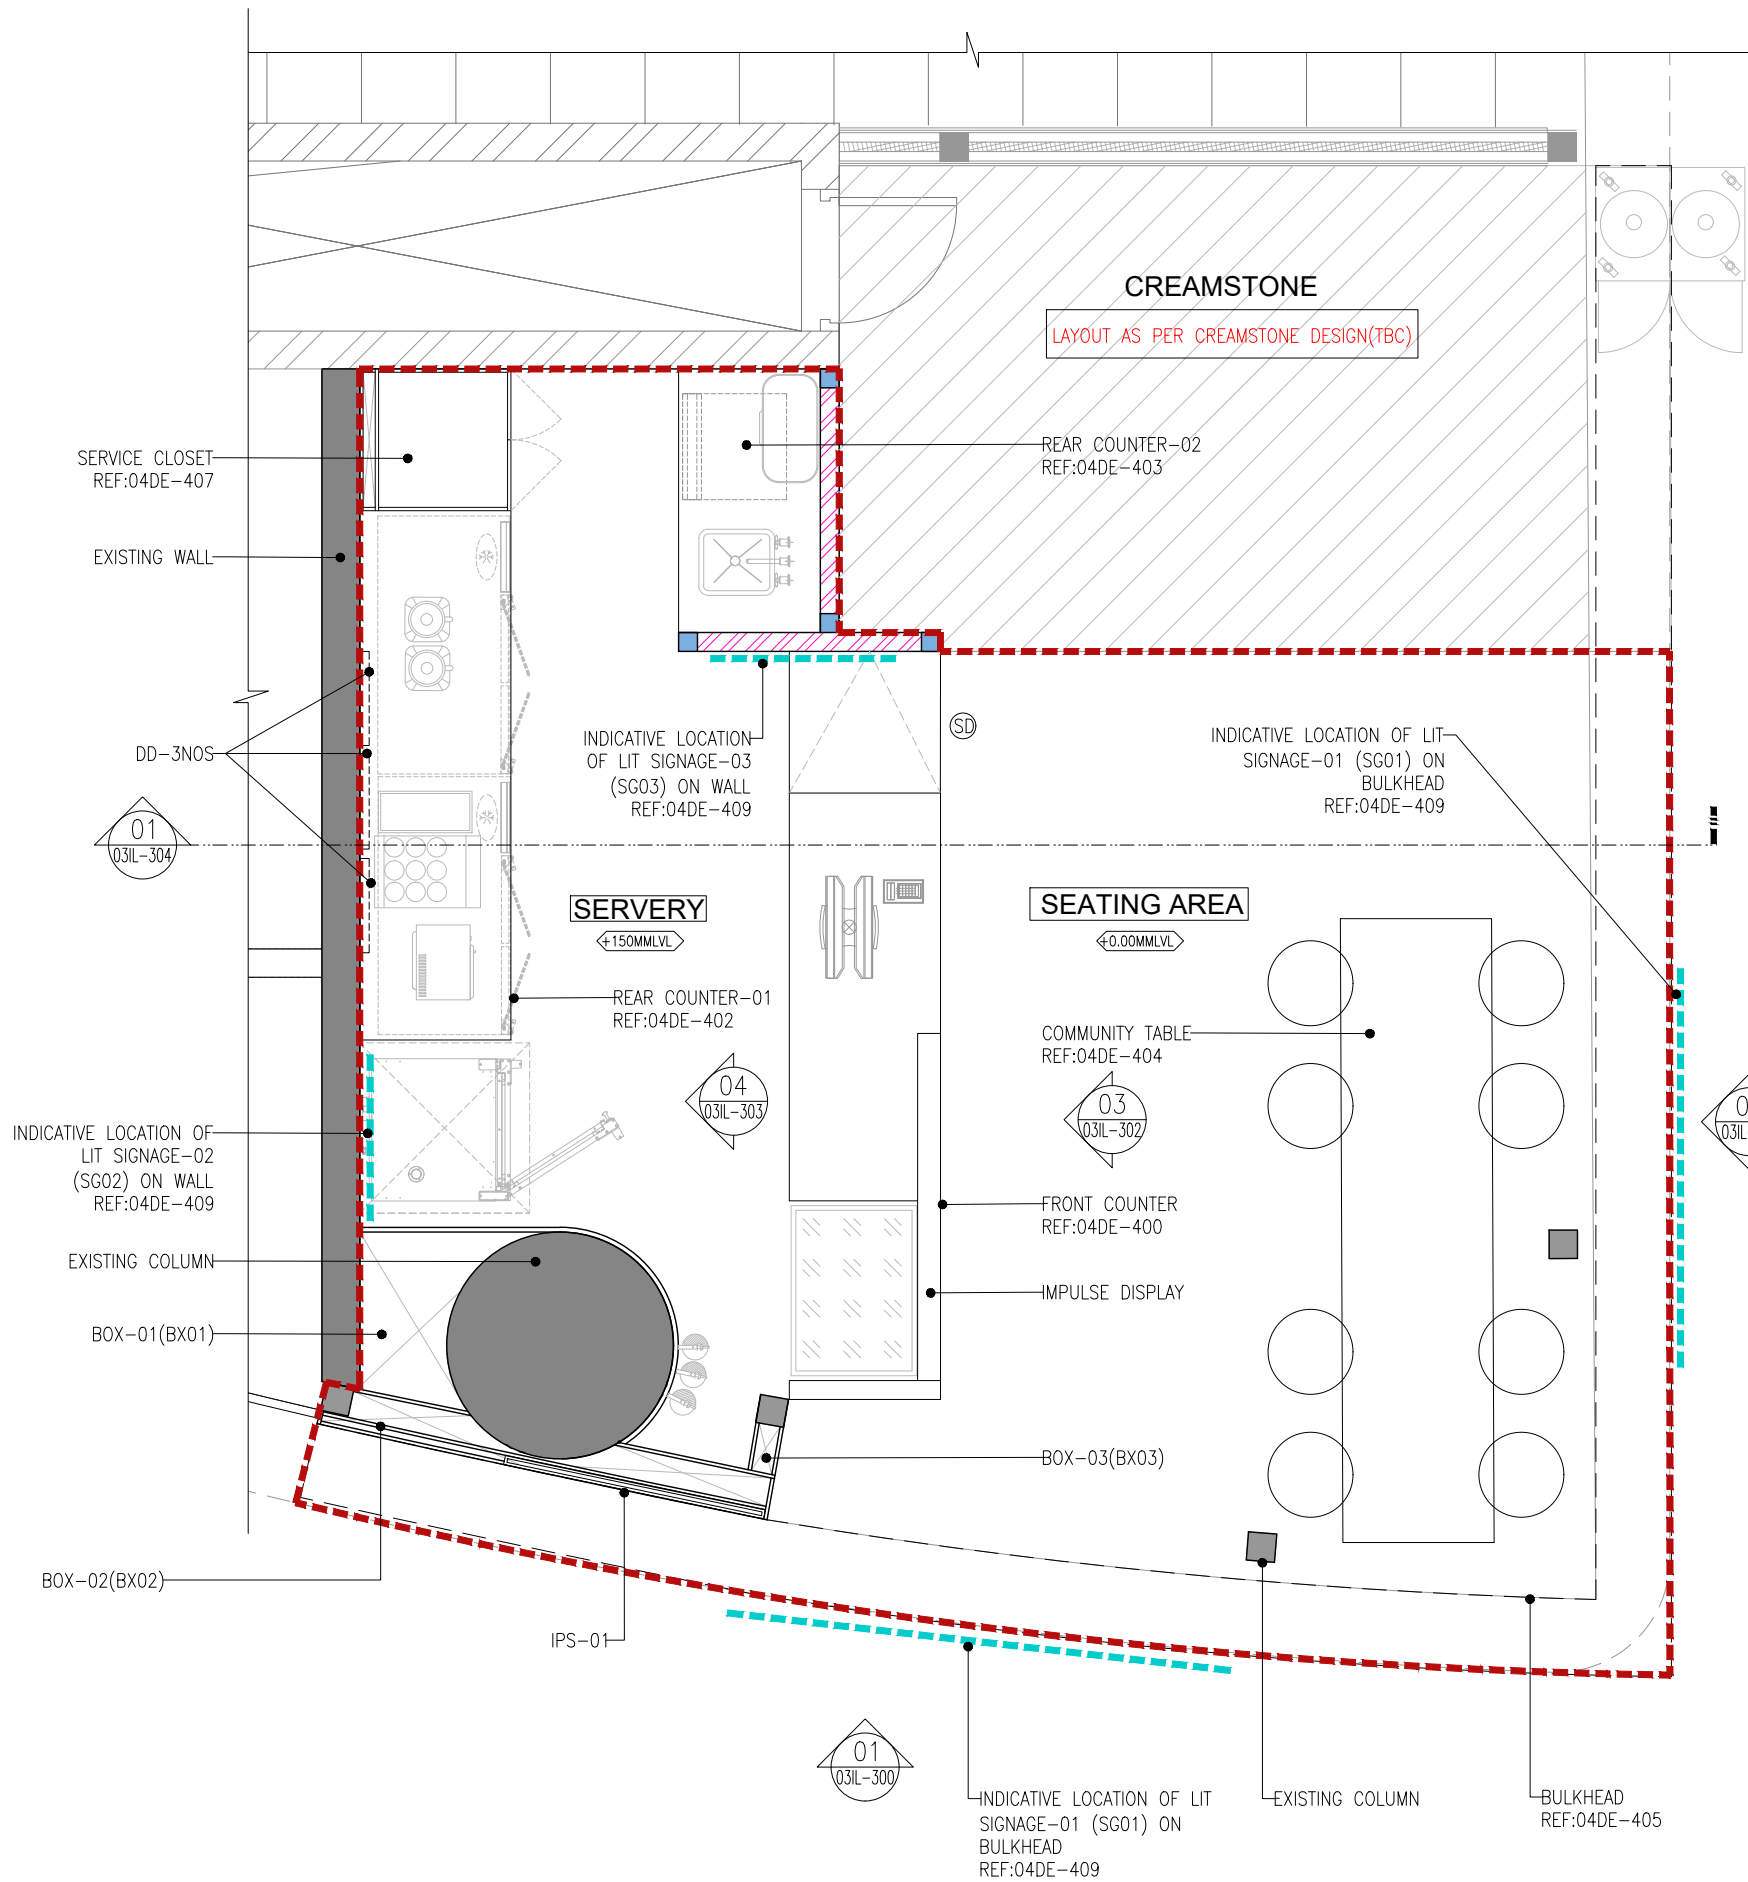 CREAMSTONE
LAYOUT AS PER CREAMSTONE DESIGN(TBC)
SERVICE CLOSET
REF:04DE-407
REAR COUNTER-02
REF:04DE-403
EXISTING WALL
DD-3NOS
INDICATIVE LOCATION
OF LIT SIGNAGE-03
(SG03) ON WALL
REF:04DE-409
SD
INDICATIVE LOCATION OF LIT
SIGNAGE-01 (SG01) ON
BULKHEAD
REF:04DE-409
01
03IL-304
SERVERY
+150MMLVL
SEATING AREA
+0.00MMLVL
REAR COUNTER-01
REF:04DE-402
COMMUNITY TABLE
REF:04DE-404
04
03IL-303
03
03IL-302
0
03IL
INDICATIVE LOCATION OF
LIT SIGNAGE-02
(SG02) ON WALL
REF:04DE-409
FRONT COUNTER
REF:04DE-400
EXISTING COLUMN
IMPULSE DISPLAY
BOX-01(BX01)
BOX-03(BX03)
BOX-02(BX02)
IPS-01
01
03IL-300
INDICATIVE LOCATION OF LIT
SIGNAGE-01 (SG01) ON
BULKHEAD
REF:04DE-409
EXISTING COLUMN
BULKHEAD
REF:04DE-405